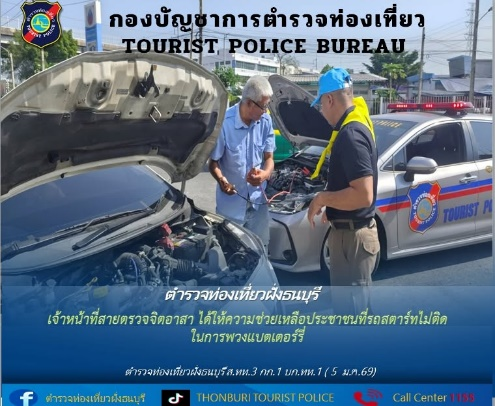 กองบัญชาการตำรวจท่องเที่ยว
TOURIST POLICE BUREAU
TOURIST PO
ตำรวจท่องเที่ยวฝั่งธนบุรี
เจ้าหน้าที่สายตรวจจิตอาสา ได้ให้ความช่วยเหลือประชาชนที่รถสตาร์ทไม่ติด
ในการพวงแบตเตอร์รี่
ตำรวจท่องเที่ยวฝั่งธนบุรี ส.ทท.3 กก.1 บก.ทท.1 ( 5 ม.ค.69)
ตำรวจท่องเที่ยวฝั่งธนบุรี
THONBURI TOURIST POLICE
Call Center 1155